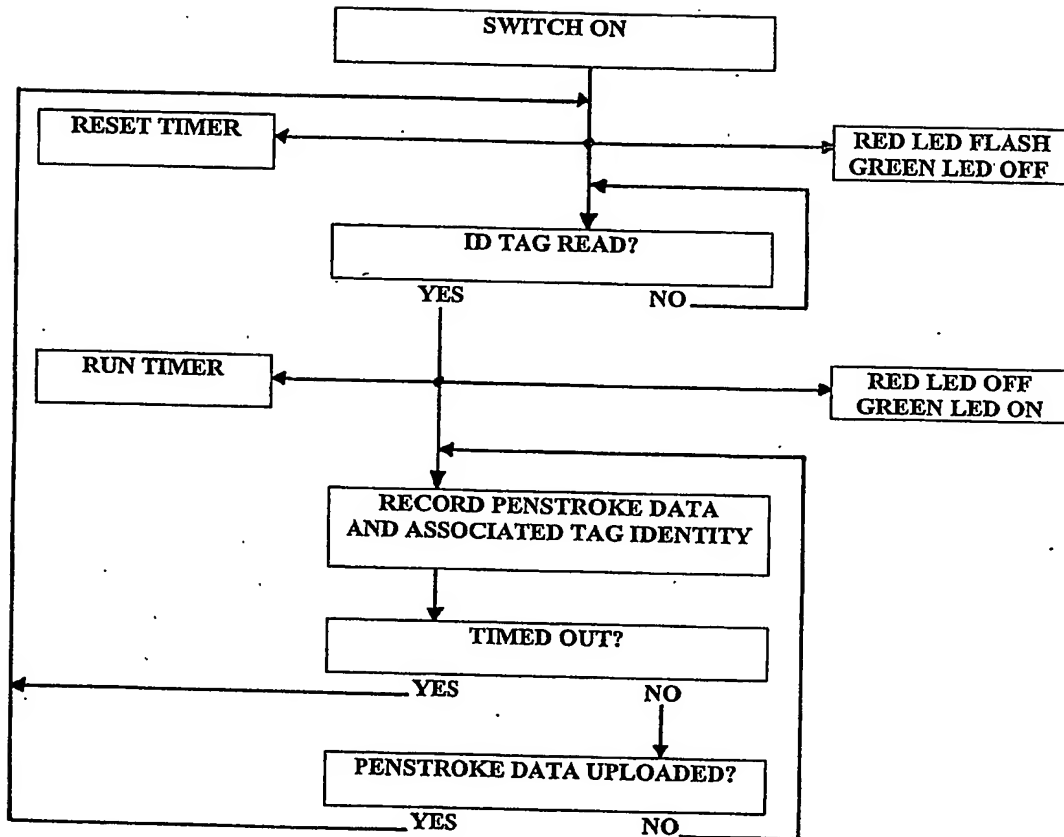 SWITCH ON
RESET TIMER
RED LED FLASH
GREEN LED OFF
ID TAG READ?
YES
NO
RUN TIMER
RED LED OFF
GREEN LED ON
RECORD PENSTROKE DATA
AND ASSOCIATED TAG IDENTITY
TIMED OUT?
YES
NO
PENSTROKE DATA UPLOADED?
YES
NO